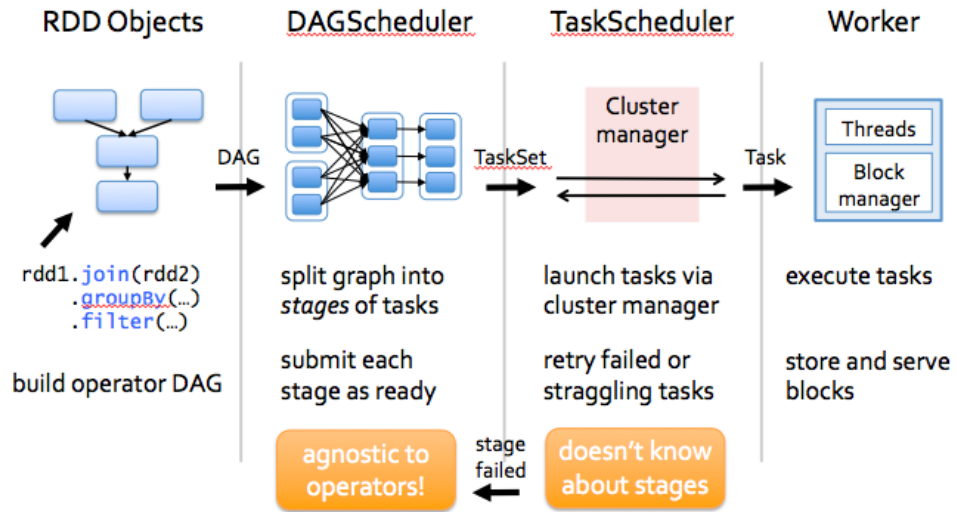 RDD Objects
DAGScheduler
TaskScheduler
Worker
DAG
TaskSet
Cluster
manager
Task
Threads
Block
manager
rdd1.join(rdd2)
.groupBy(…)
.filter(…)
build operator DAG
split graph into
stages of tasks
submit each
stage as ready
agnostic to
operators!
launch tasks via
cluster manager
retry failed or
straggling tasks
stage
failed
doesn't know
about stages
execute tasks
store and serve
blocks